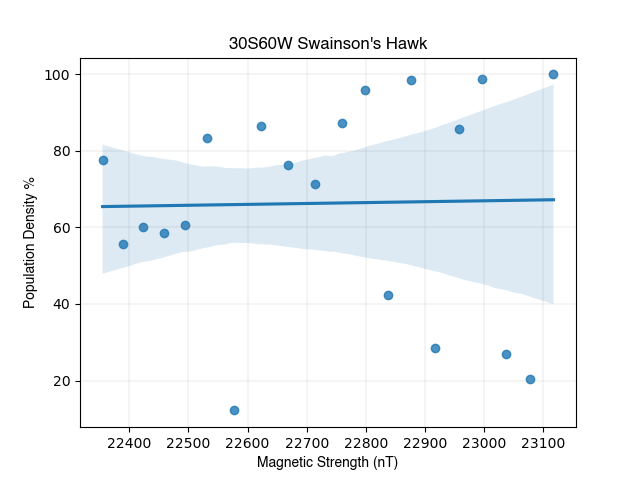 30S60W Swainson's Hawk
100
80
60
40
20
Population Density %
22400 22500 22600 22700 22800 22900 23000 23100
Magnetic Strength (nT)